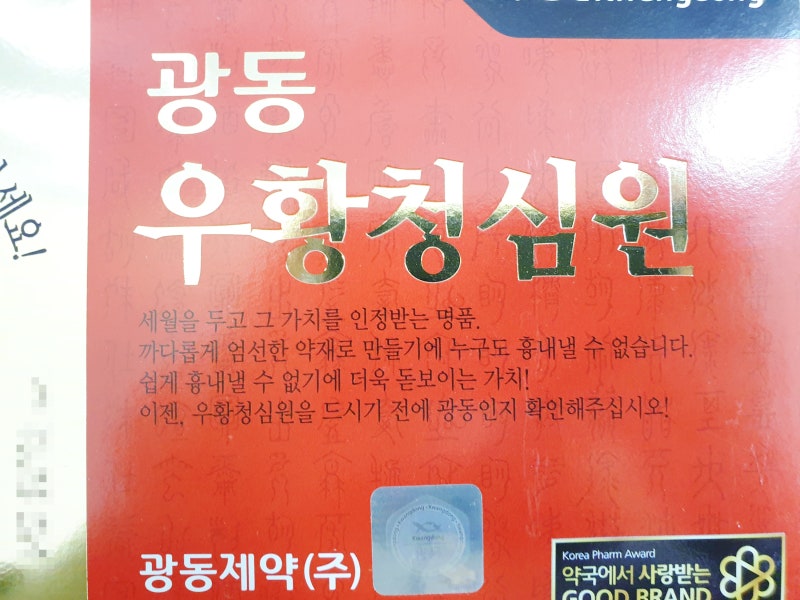 광동
우황청심원
세월을 두고 그 가치를 인정받는 명품.
까다롭게 엄선한 약재로 만들기에 누구도 흉내낼 수 없습니다.
쉽게 흉내낼 수 없기에 더욱 돋보이는 가치!
이젠, 우황청심원을 드시기 전에 광동인지 확인해주십시오!
세요!
Kwangdong
광동제약(주)
Korea Pharm Award
약국에서 사랑받는
GOOD BRAND